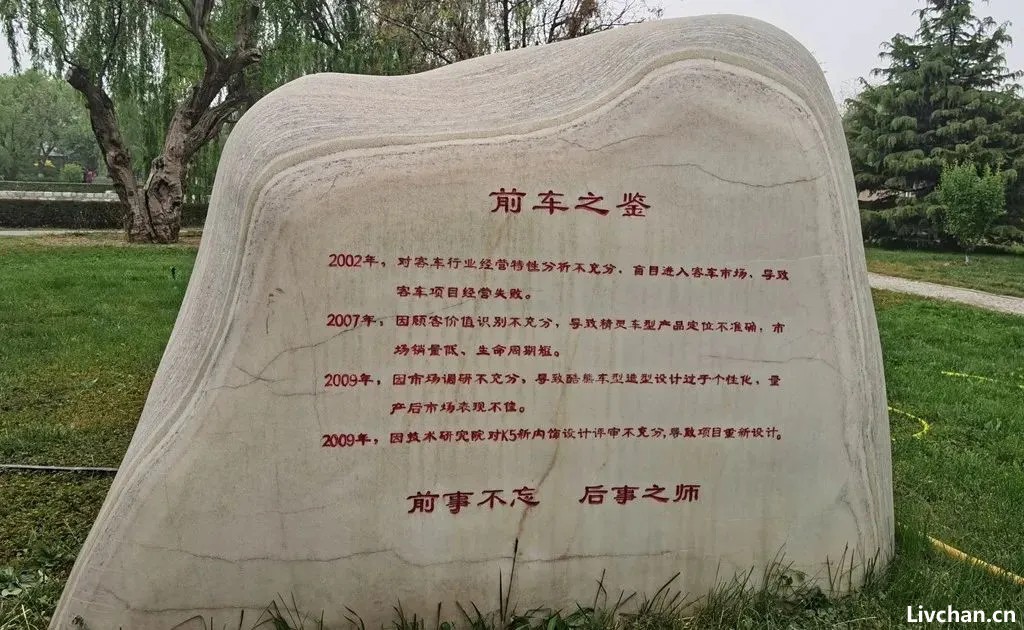 前车之鉴
2002年，对客车行业经营特性分析不充分，盲目进入客车市场，导致
客车项目经营失败。
2007年，因顾客价值识别不充分，导致精灵车型产品定位不准确，市
场销量低、生命周期短。
2009年，因市场调研不充分，导致酷熊车型造型设计过于个性化，量
产后市场表现不佳。
2009年，因技术研究院对K5新内饰设计评审不充分,导致项目重新设计。
前事不忘 后事之师
Livchan.cn